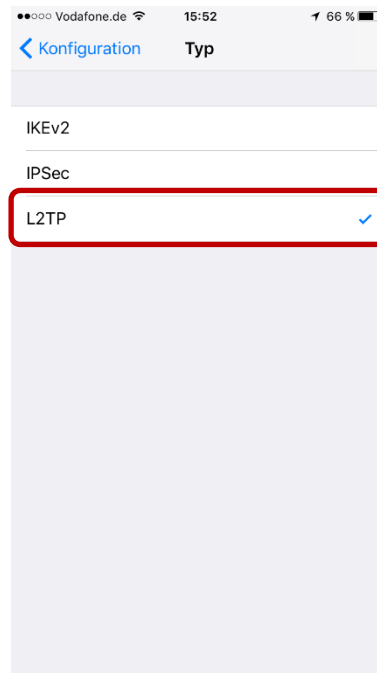 Vodafone.de 15:52 66 %
Konfiguration Typ
IKEv2
IPSec
L2TP